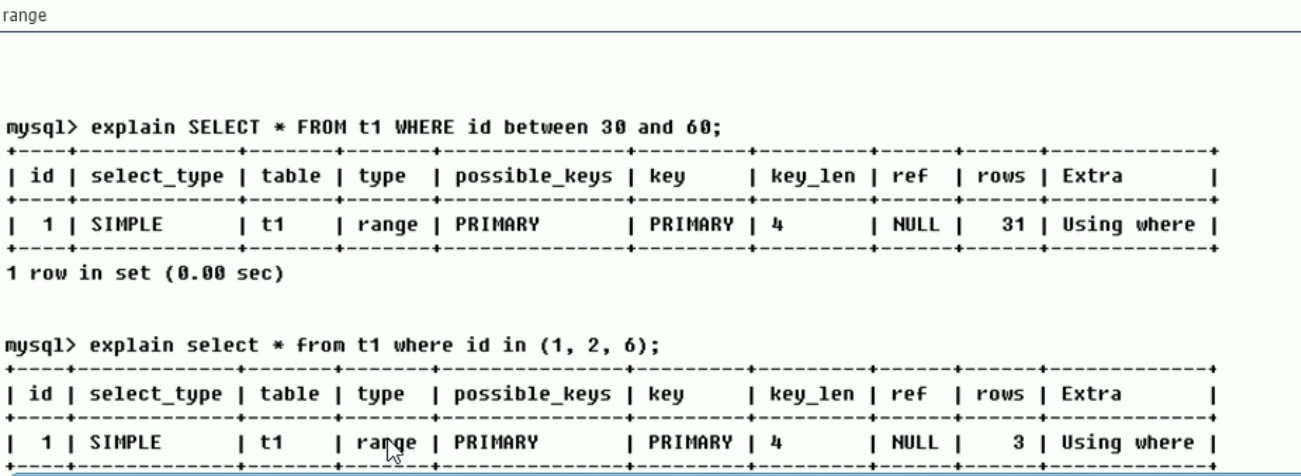 range
mysql> explain SELECT * FROM t1 WHERE id between 30 and 60;
+----+-------------+-------+-------+---------------+---------+---------+------+------+-------------+
| id | select_type | table | type | possible_keys | key | key_len | ref | rows | Extra |
+----+-------------+-------+-------+---------------+---------+---------+------+------+-------------+
| 1 | SIMPLE | t1 | range | PRIMARY | PRIMARY | 4 | NULL | 31 | Using where |
+----+-------------+-------+-------+---------------+---------+---------+------+------+-------------+
1 row in set (0.00 sec)
mysql> explain select * from t1 where id in (1, 2, 6);
+----+-------------+-------+-------+---------------+---------+---------+------+------+-------------+
| id | select_type | table | type | possible_keys | key | key_len | ref | rows | Extra |
+----+-------------+-------+-------+---------------+---------+---------+------+------+-------------+
| 1 | SIMPLE | t1 | range | PRIMARY | PRIMARY | 4 | NULL | 3 | Using where |
+----+-------------+-------+-------+---------------+---------+---------+------+------+-------------+